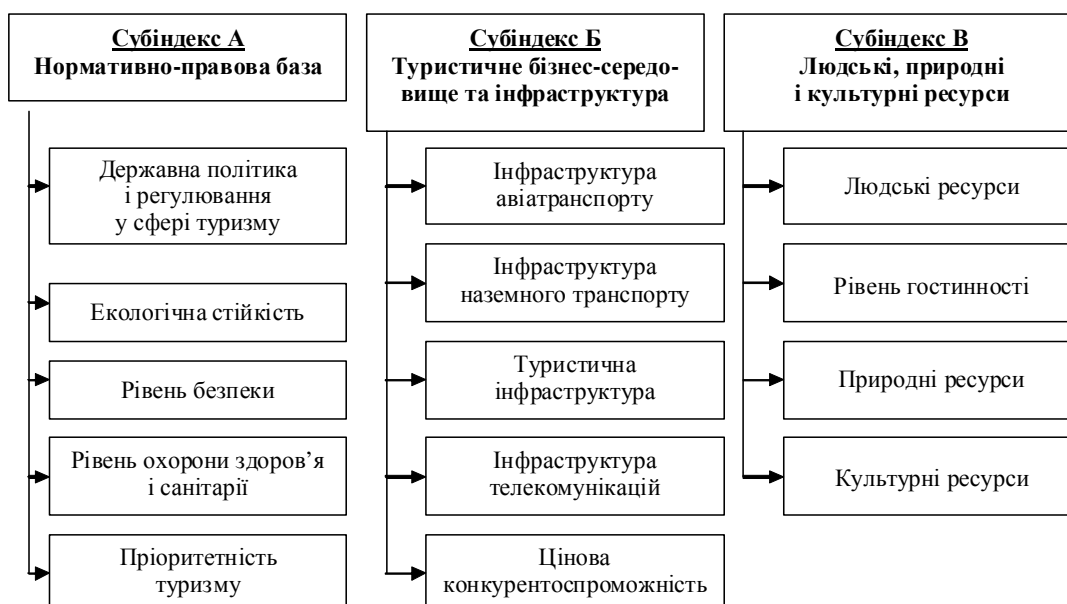 Субіндекс А
Нормативно-правова база
Державна політика
і регулювання
у сфері туризму
Екологічна стійкість
Рівень безпеки
Рівень охорони здоров’я
і санітарії
Пріоритетність
туризму
Субіндекс Б
Туристичне бізнес-середо-
вище та інфраструктура
Інфраструктура
авіатранспорту
Інфраструктура
наземного транспорту
Туристична
інфраструктура
Інфраструктура
телекомунікацій
Цінова
конкурентоспроможність
Субіндекс В
Людські, природні
і культурні ресурси
Людські ресурси
Рівень гостинності
Природні ресурси
Культурні ресурси